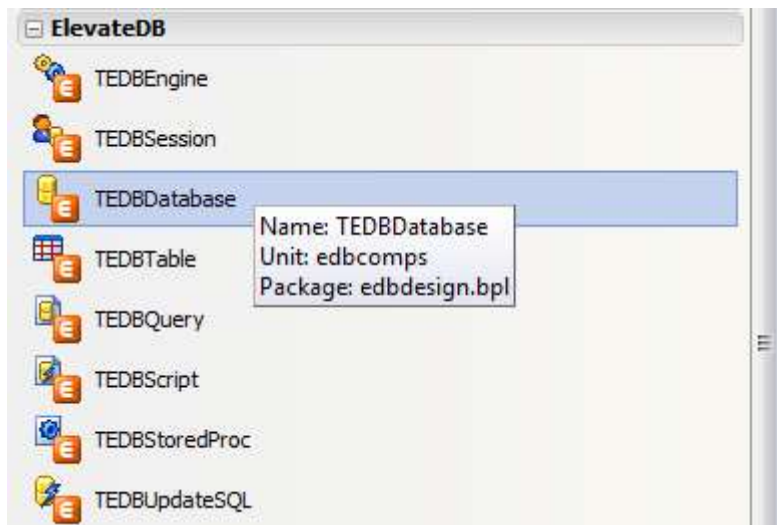 ElevateDB
TEDBEngine
TEDBSession
TEDBDatabase
Name: TEDBDatabase
Unit: edbcomps
Package: edbdesign.bpl
TEDBTable
TEDBQuery
TEDBScript
TEDBStoredProc
TEDBUpdateSQL